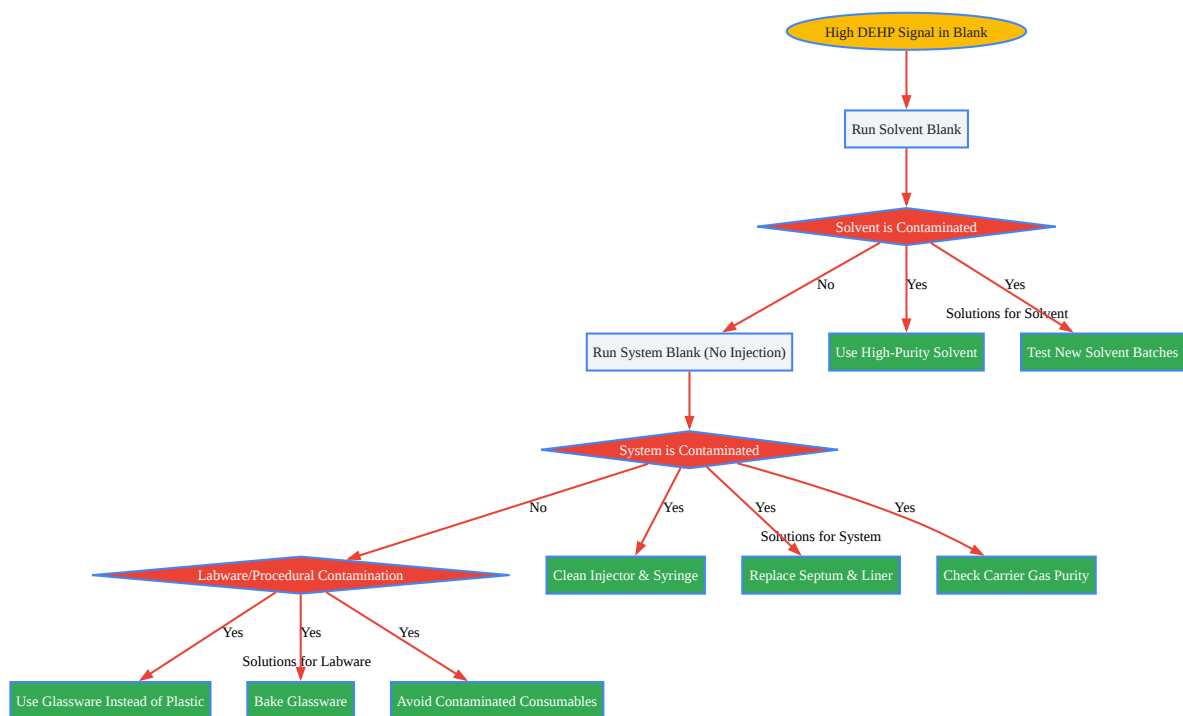 High DEHP Signal in Blank
Run Solvent Blank
Solvent is Contaminated
No
Yes
Yes
Solutions for Solvent
Run System Blank (No Injection)
Use High-Purity Solvent
Test New Solvent Batches
System is Contaminated
No
Yes
Yes
Yes
Solutions for System
Labware/Procedural Contamination
Clean Injector & Syringe
Replace Septum & Liner
Check Carrier Gas Purity
Yes
Yes
Yes
Solutions for Labware
Use Glassware Instead of Plastic
Bake Glassware
Avoid Contaminated Consumables